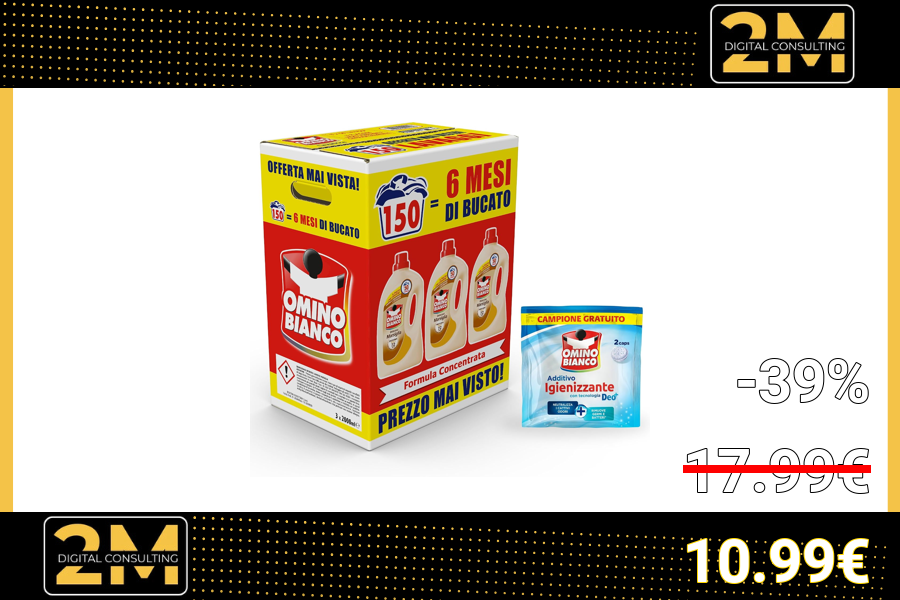 2M
DIGITAL CONSULTING
OFFERTA MAI VISTA!
150 = 6 MESI DI BUCATO
150 = 6 MESI
DI BUCATO
OMINO
BIANCO
Formula Concentrata
PREZZO MAI VISTO!
CAMPIONE GRATUITO
OMINO
BIANCO
2 caps
Additivo
Igienizzante
con tecnologia Deo+
-39%
17.99€
2M
DIGITAL CONSULTING
10.99€